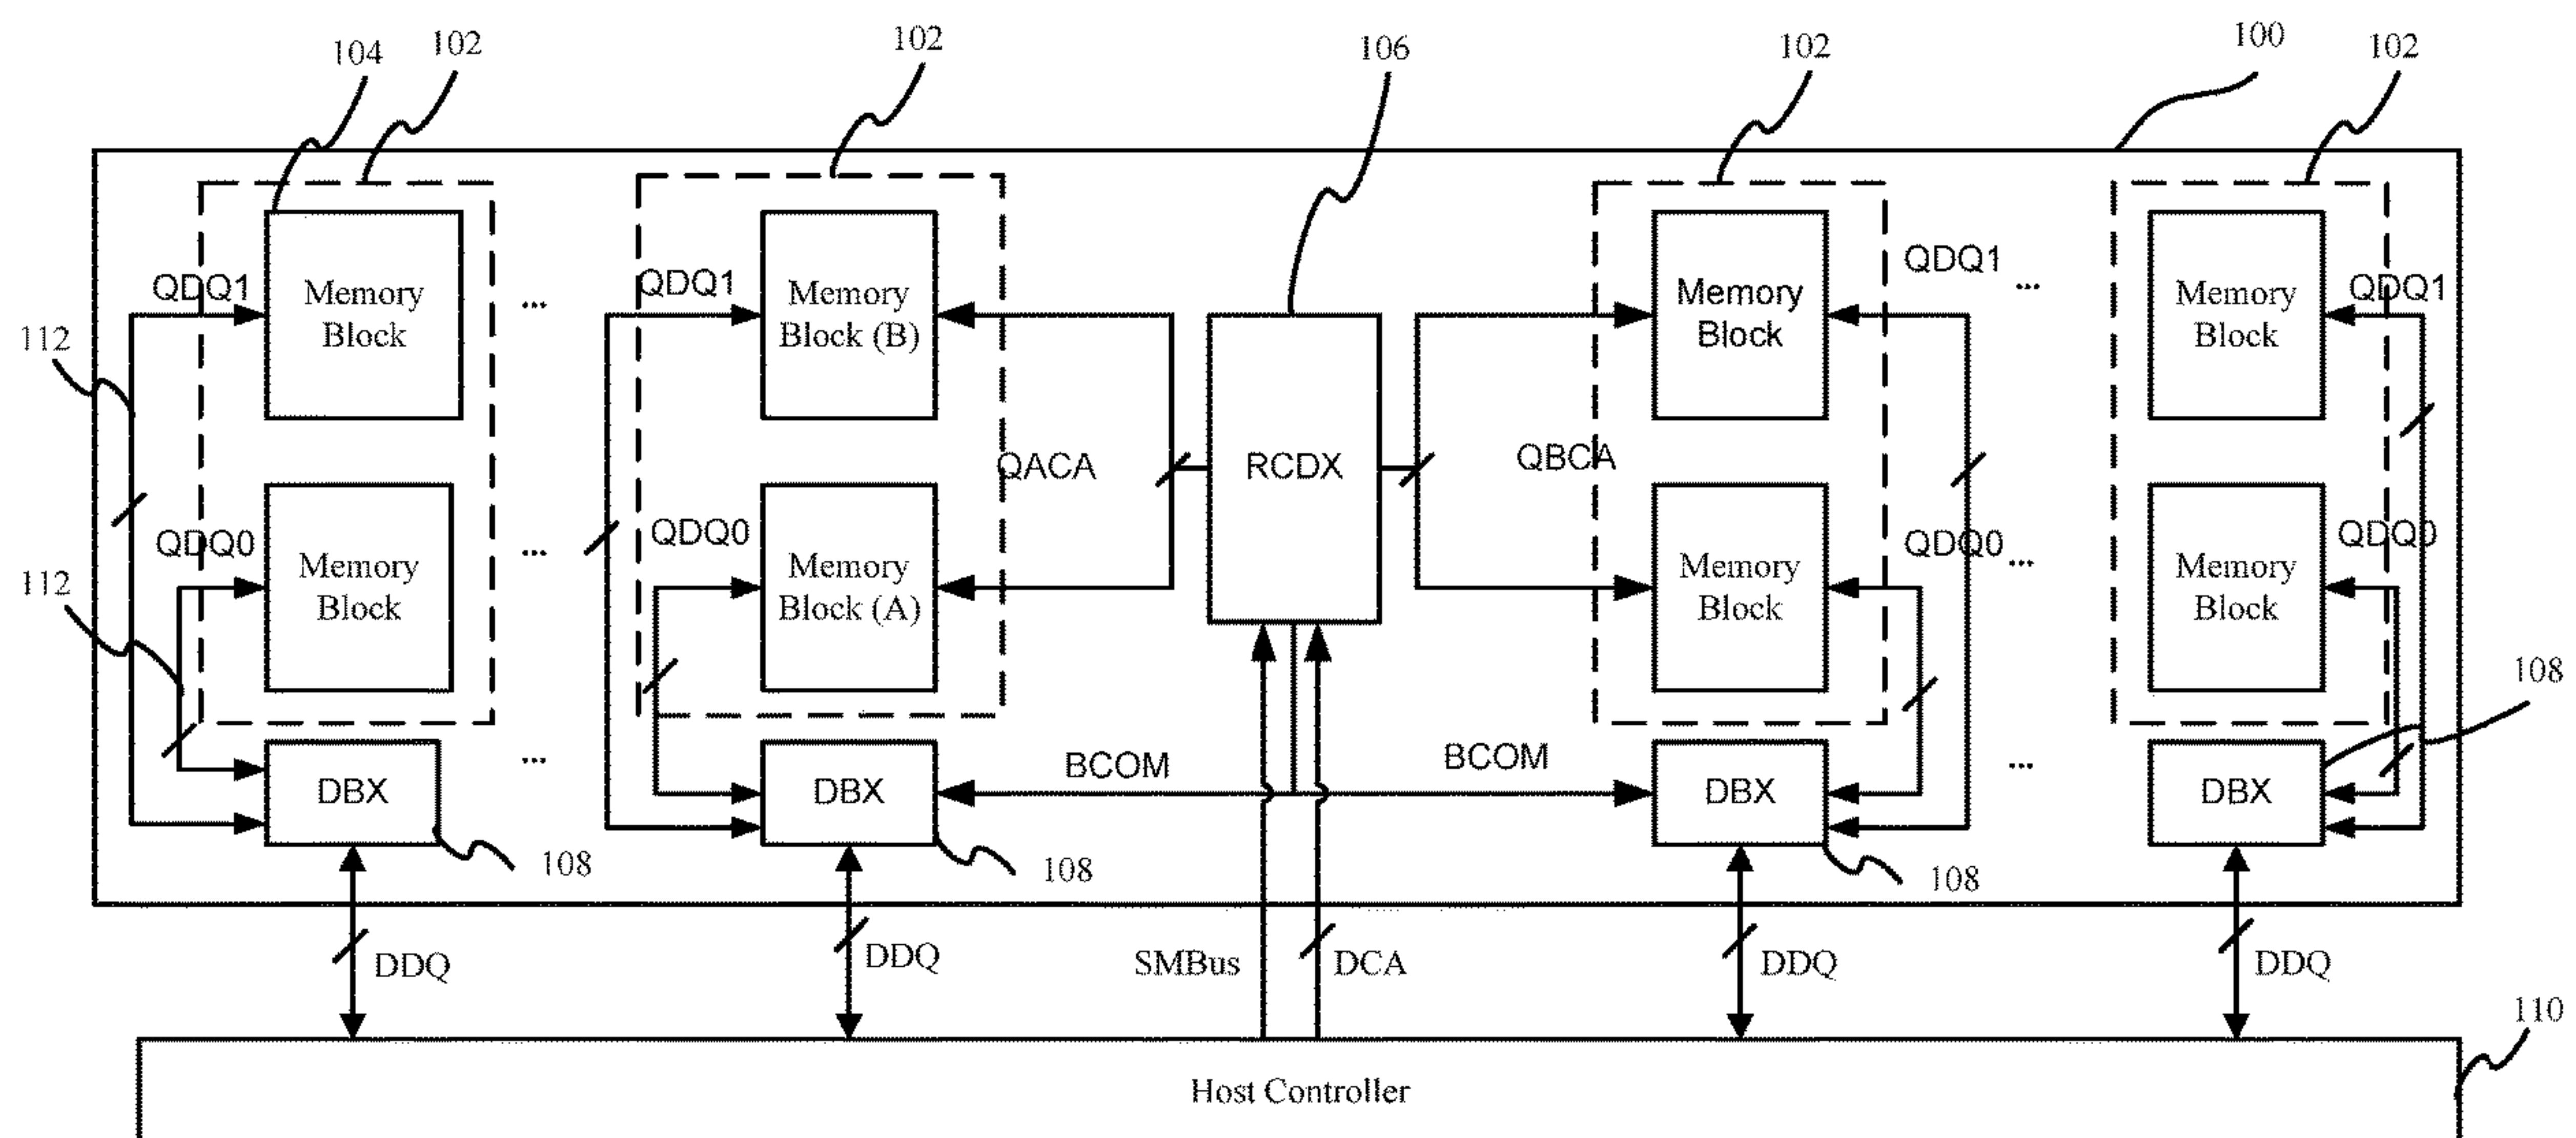 104
102
102
106
102
100
102
QDQ1
Memory
Block
...
QDQ1
Memory
Block (B)
Memory
Block
QDQ1
...
Memory
Block
QDQ1
112
QACA
RCDX
QBCA
QDQ0
Memory
Block
...
QDQ0
Memory
Block (A)
Memory
Block
QDQ0
...
Memory
Block
QDQ0
112
108
DBX
...
DBX
BCOM
BCOM
DBX
...
DBX
108
108
108
DDQ
DDQ
SMBus
DCA
DDQ
DDQ
110
Host Controller